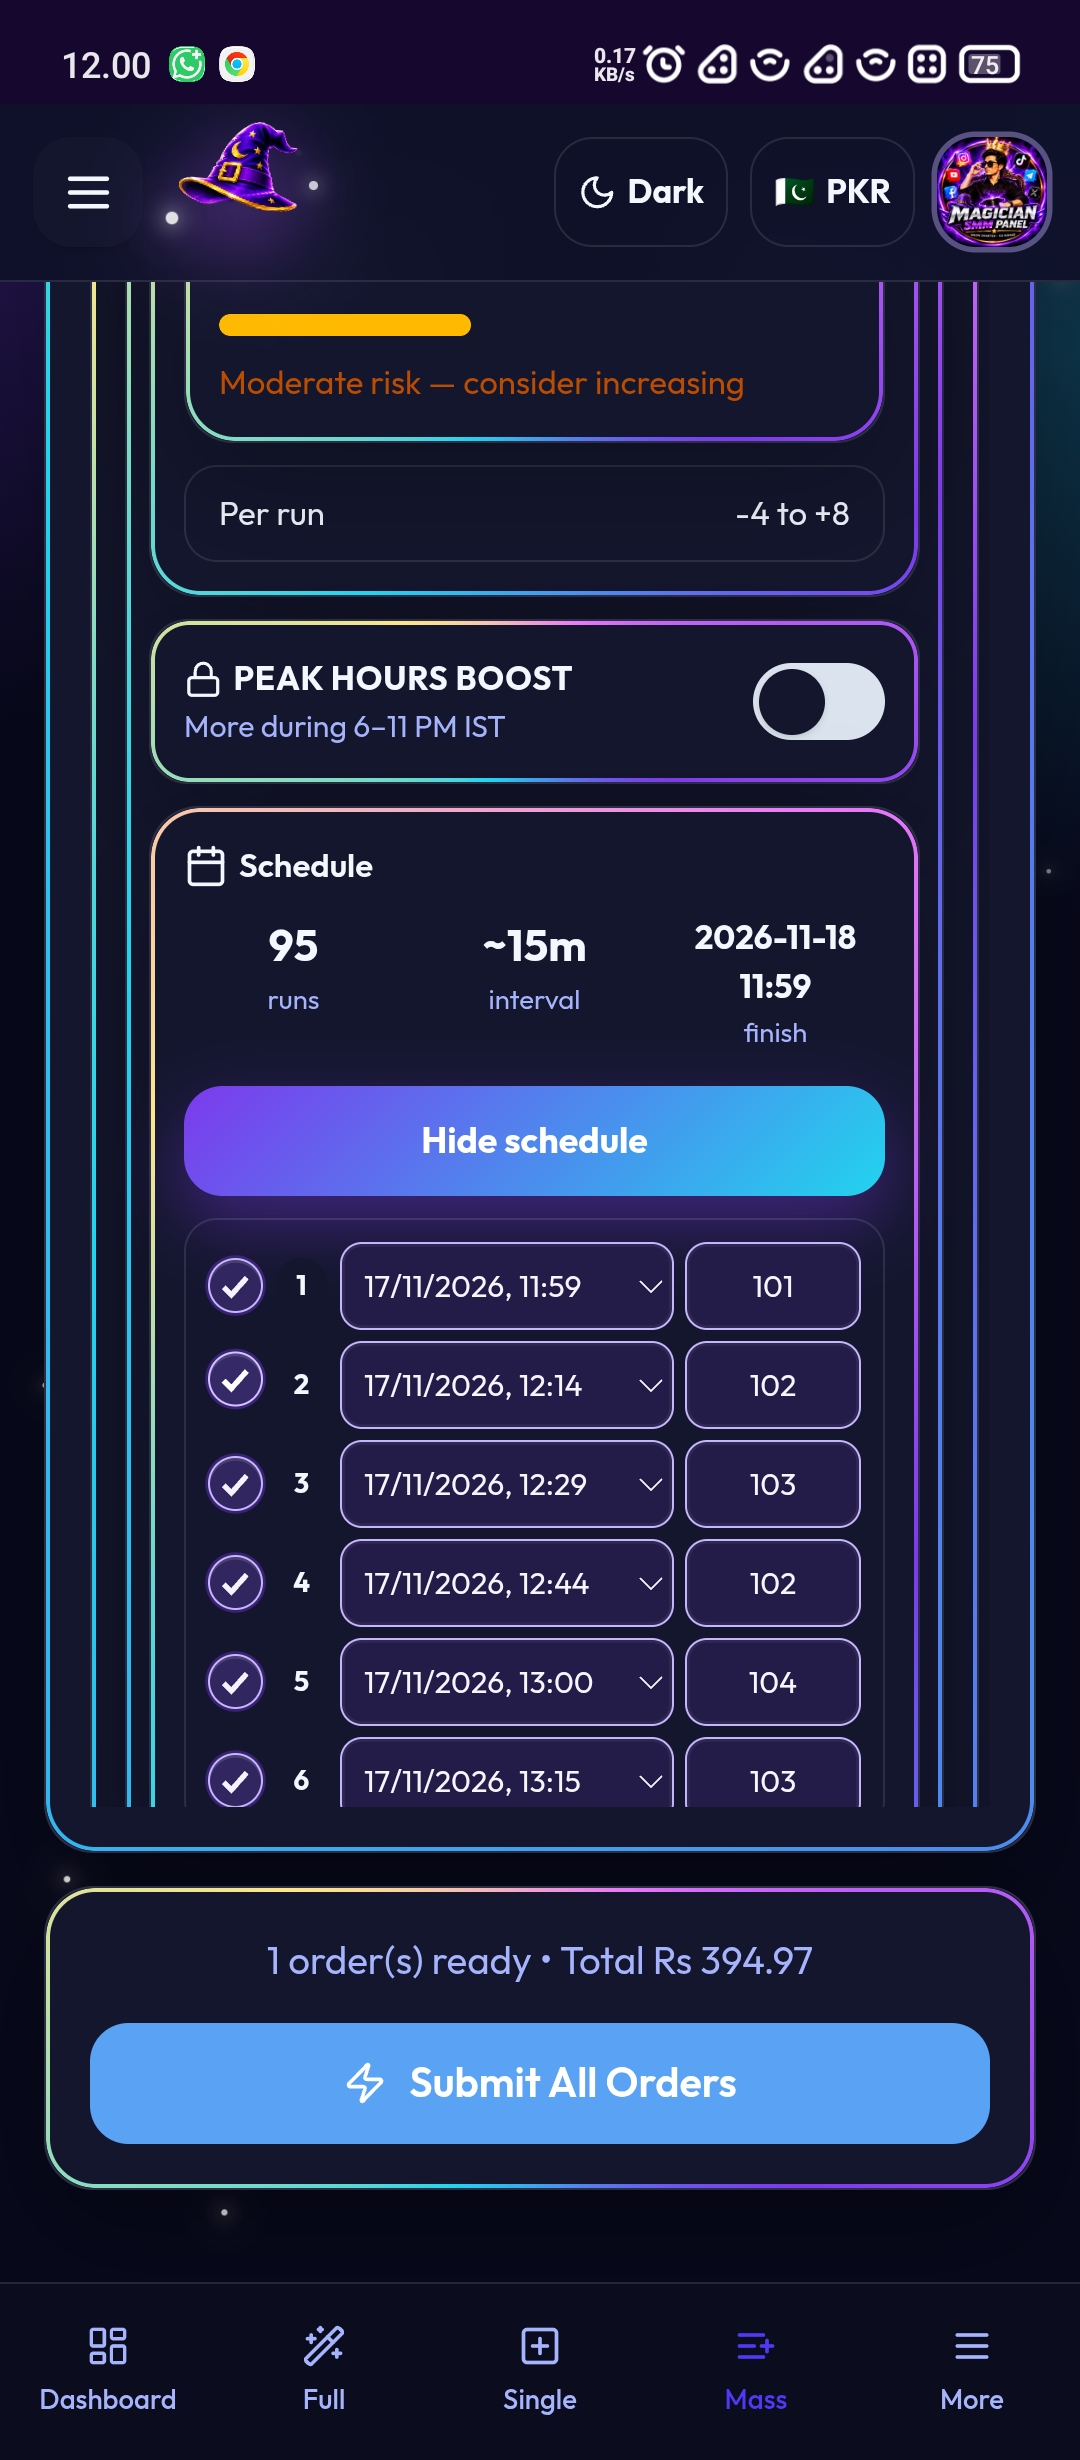 12.00
0.17
KB/s
75
Dark
PKR
MAGICIAN
SMM PANEL
Moderate risk — consider increasing
Per run
-4 to +8
PEAK HOURS BOOST
More during 6–11 PM IST
Schedule
95
runs
~15m
interval
2026-11-18
11:59
finish
Hide schedule
1 17/11/2026, 11:59 101
2 17/11/2026, 12:14 102
3 17/11/2026, 12:29 103
4 17/11/2026, 12:44 102
5 17/11/2026, 13:00 104
6 17/11/2026, 13:15 103
1 order(s) ready • Total Rs 394.97
Submit All Orders
Dashboard
Full
Single
Mass
More